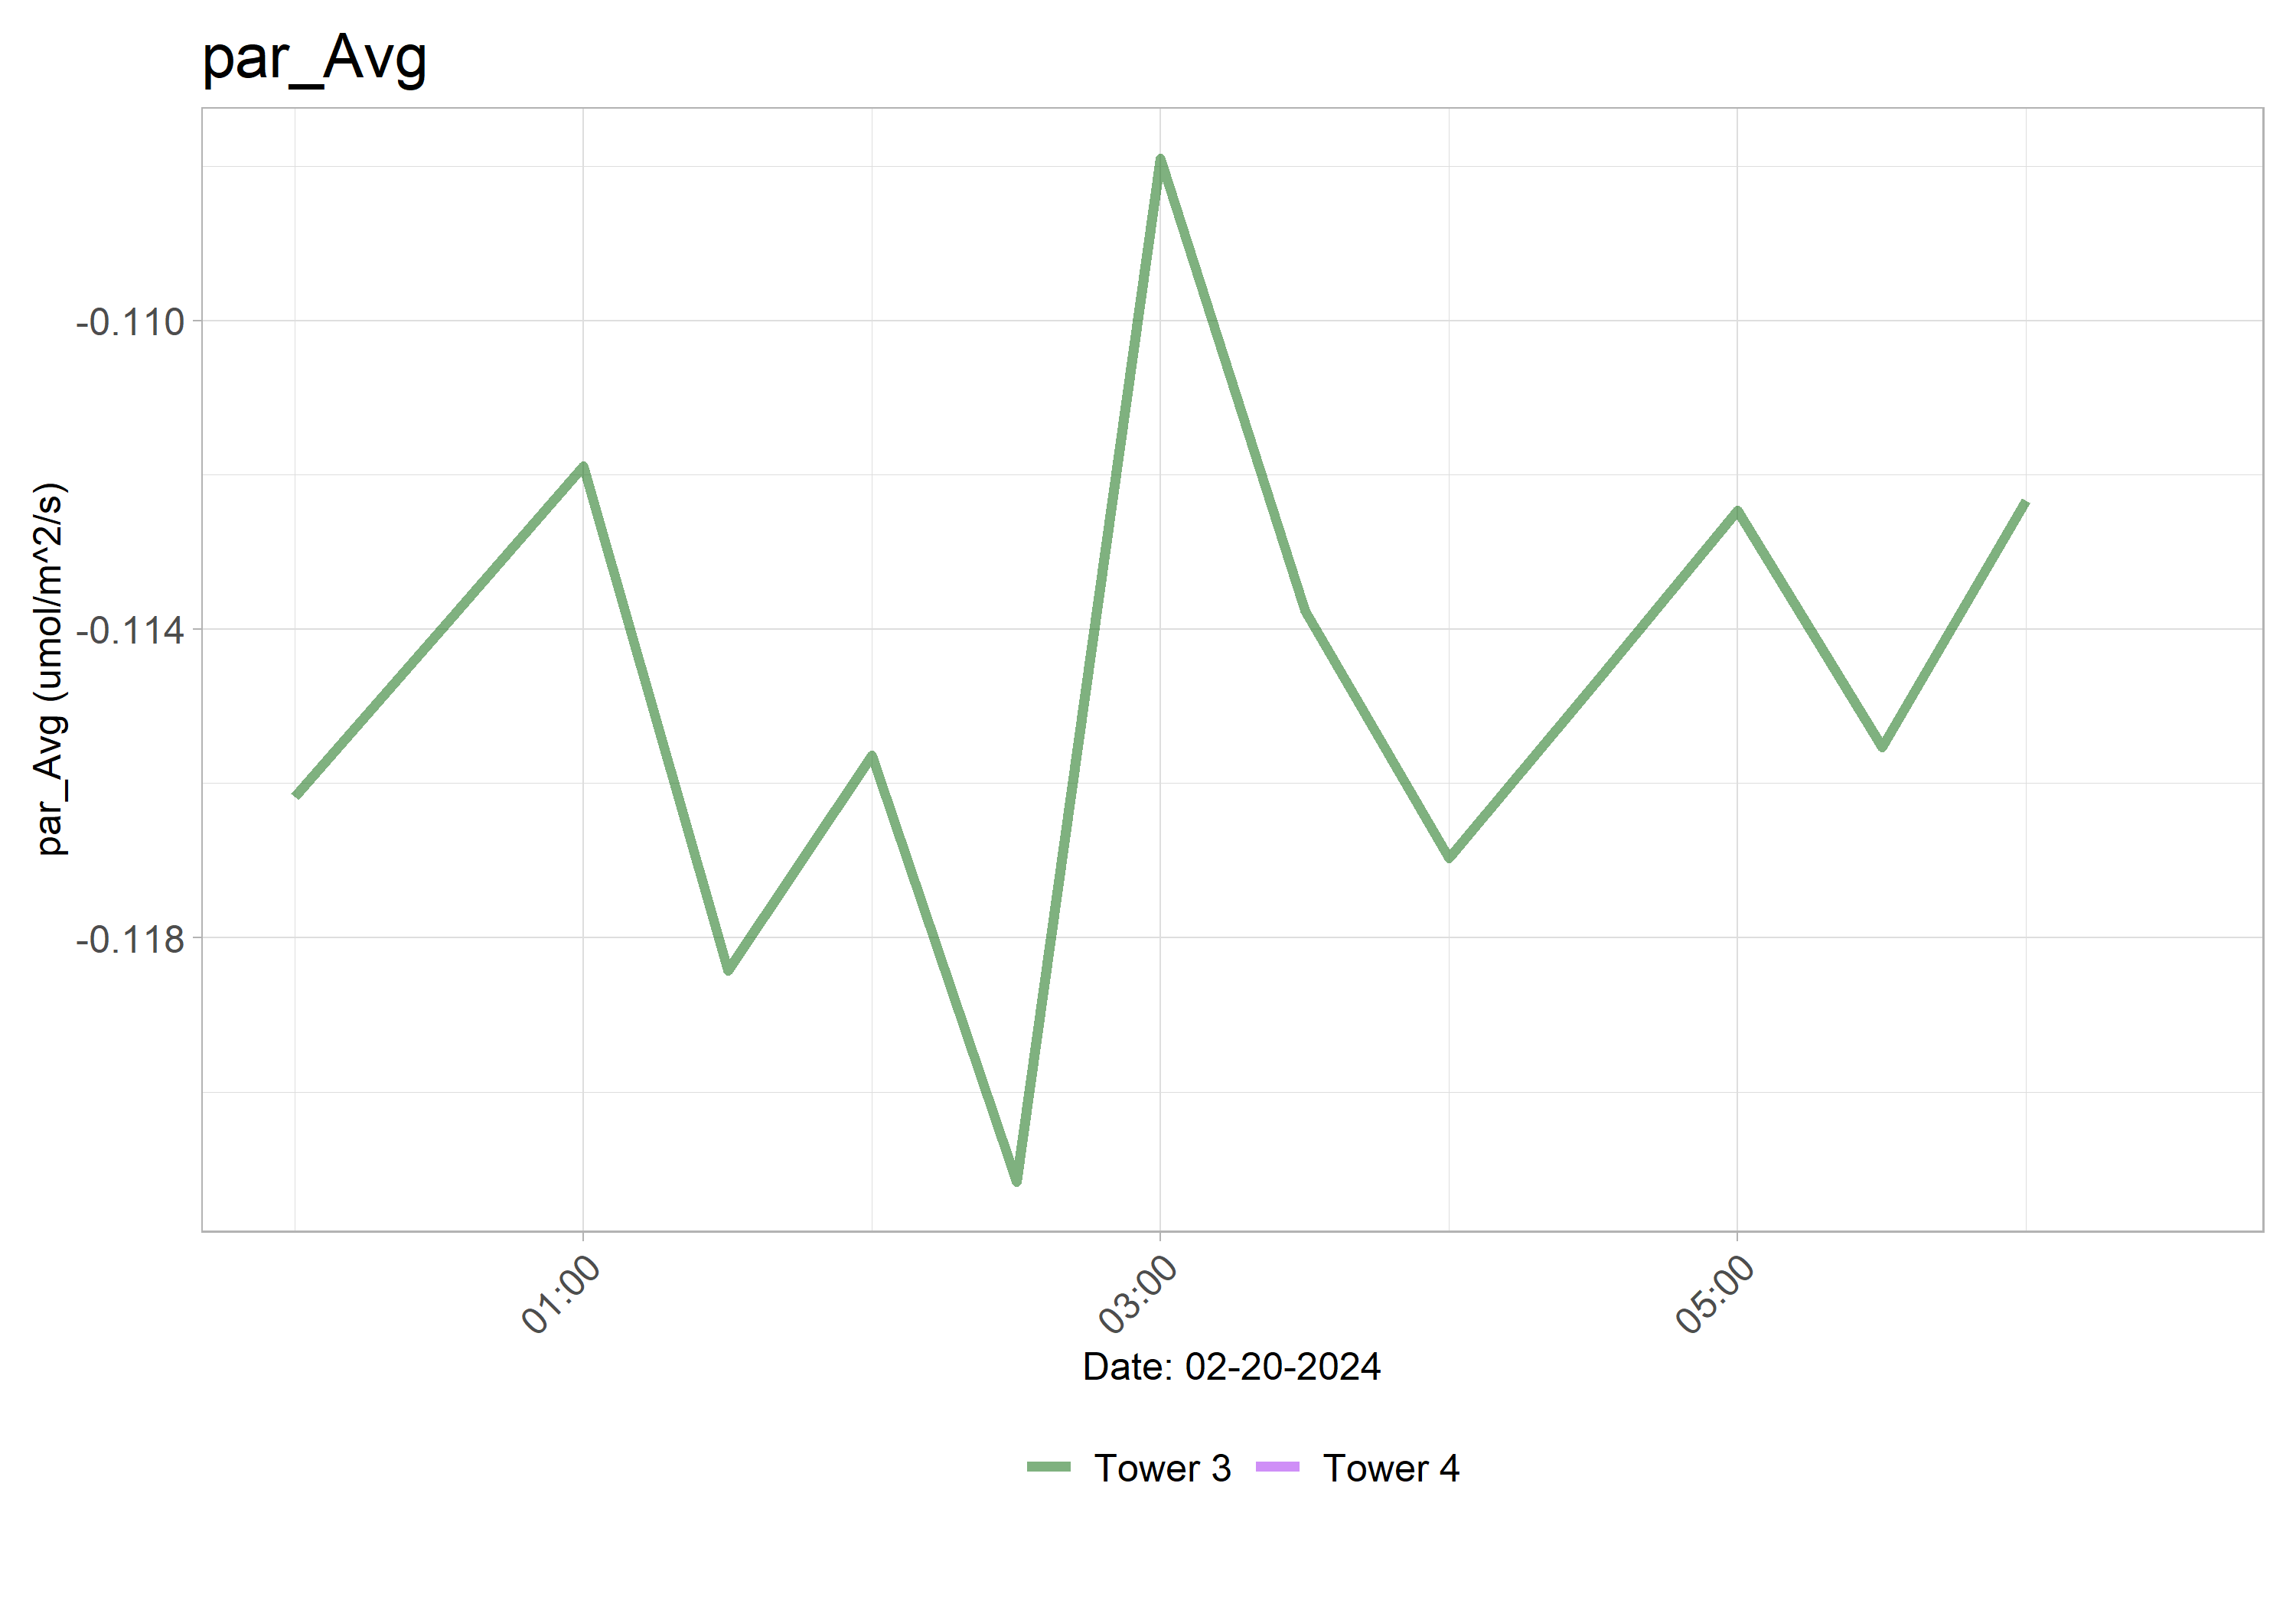 par_Avg
par_Avg (umol/m^2/s)
-0.110
-0.114
-0.118
01:00
03:00
05:00
Date: 02-20-2024
Tower 3
Tower 4